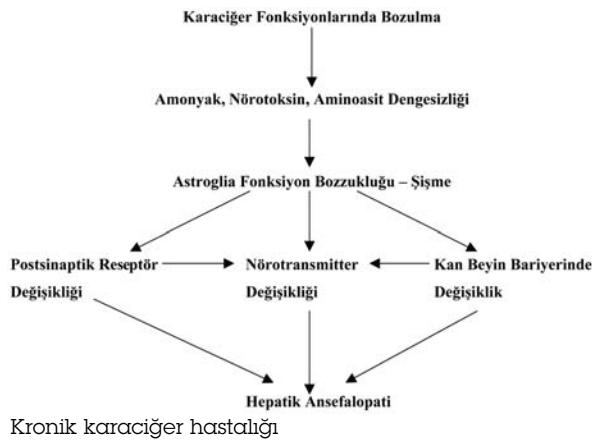 Karaciğer Fonksiyonlarında Bozulma
Amonyak, Nörotoksin, Aminoasit Dengesizliği
Astroglia Fonksiyon Bozzukluğu – Şişme
Postsinaptik Reseptör
Değişikliği
Nörotransmitter
Değişikliği
Kan Beyin Bariyerinde
Değişiklik
Hepatik Ansefalopati
Kronik karaciğer hastalığı